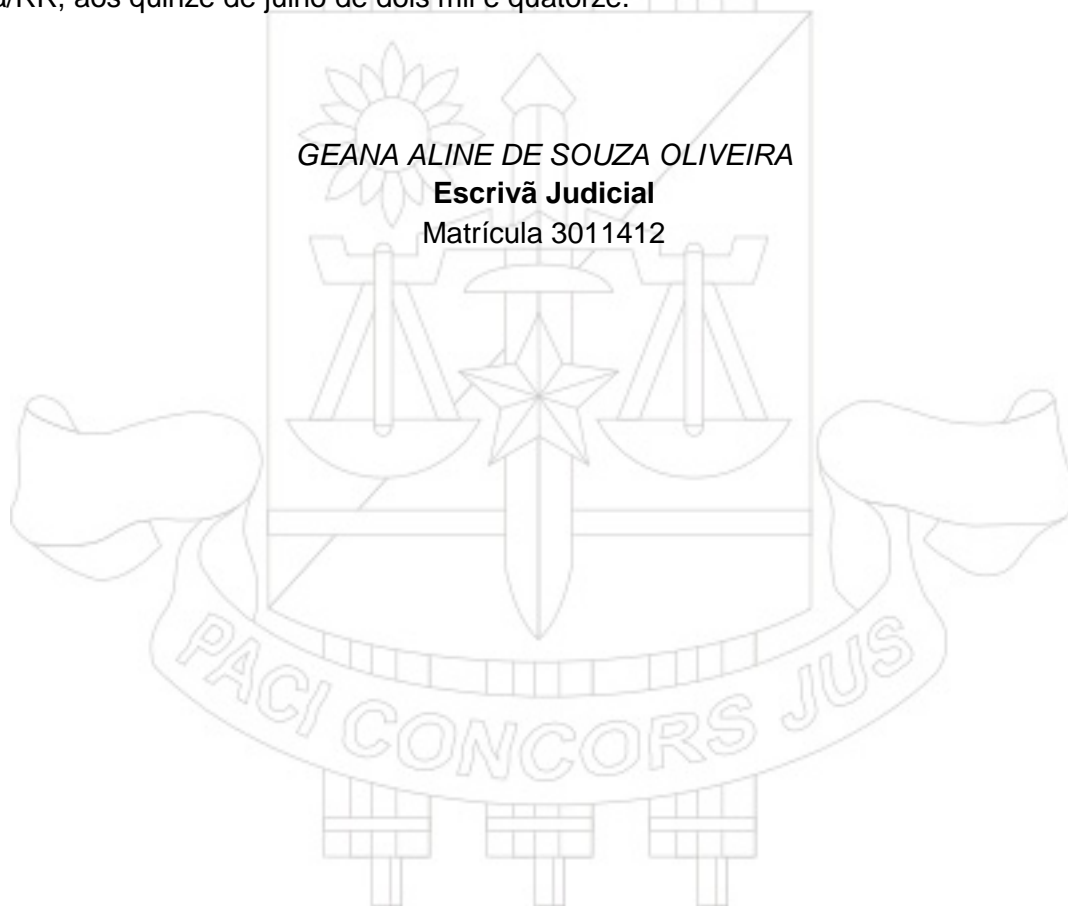 aos quinze de julho de dois mil e quatorze.
GEANA ALINE DE SOUZA OLIVEIRA
Escrivã Judicial
Matrícula 3011412
PACI CONCORS JUS